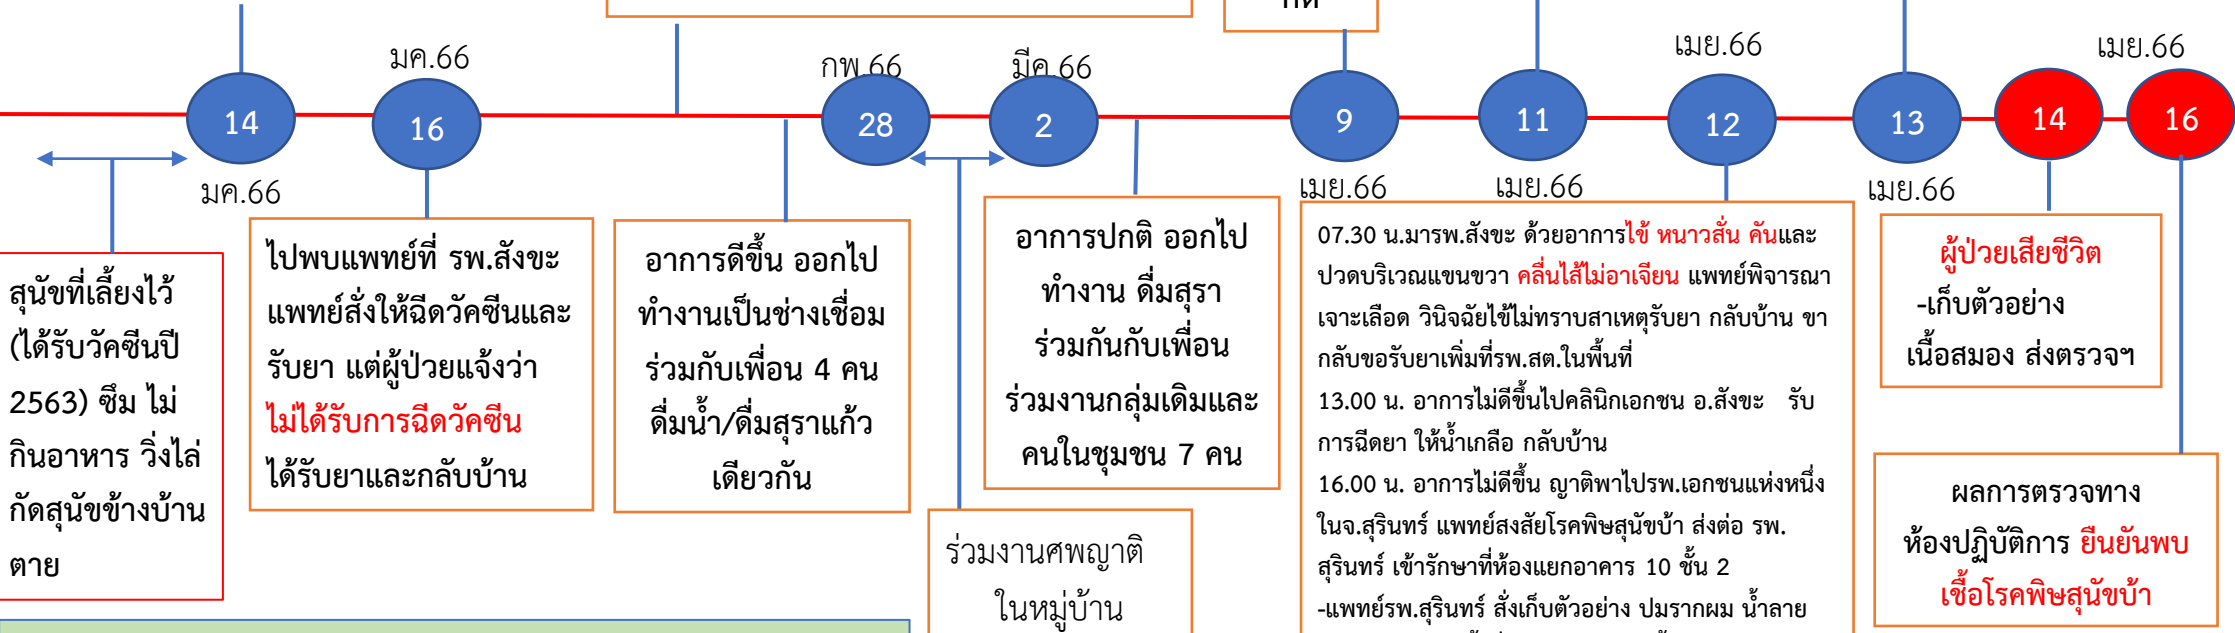 มค.66
กพ.66
มีค.66
เมย.66
เมย.66
14
16
28
2
9
11
12
13
14
16
มค.66
เมย.66
เมย.66
เมย.66
สุนัขที่เลี้ยงไว้
(ได้รับวัคซีนปี
2563) ซึม ไม่
กินอาหาร วิ่งไล่
กัดสุนัขข้างบ้าน
ตาย
ไปพบแพทย์ที่ รพ.สังขะ
แพทย์สั่งให้ฉีดวัคซีนและ
รับยา แต่ผู้ป่วยแจ้งว่า
ไม่ได้รับการฉีดวัคซีน
ได้รับยาและกลับบ้าน
อาการดีขึ้น ออกไป
ทำงานเป็นช่างเชื่อม
ร่วมกับเพื่อน 4 คน
ดื่มน้ำ/ดื่มสุราแก้ว
เดียวกัน
ร่วมงานศพญาติ
ในหมู่บ้าน
อาการปกติ ออกไป
ทำงาน ดื่มสุรา
ร่วมกันกับเพื่อน
ร่วมงานกลุ่มเดิมและ
คนในชุมชน 7 คน
07.30 น.มารพ.สังขะ ด้วยอาการไข้ หนาวสั่น คันและ
ปวดบริเวณแขนขวา คลื่นไส้ไม่อาเจียน แพทย์พิจารณา
เจาะเลือด วินิจฉัยไข้ไม่ทราบสาเหตุรับยา กลับบ้าน ขา
กลับขอรับยาเพิ่มที่รพ.สต.ในพื้นที่
13.00 น. อาการไม่ดีขึ้นไปคลินิกเอกชน อ.สังขะ รับ
การฉีดยา ให้น้ำเกลือ กลับบ้าน
16.00 น. อาการไม่ดีขึ้น ญาติพาไปรพ.เอกชนแห่งหนึ่ง
ในจ.สุรินทร์ แพทย์สงสัยโรคพิษสุนัขบ้า ส่งต่อ รพ.
สุรินทร์ เข้ารักษาที่ห้องแยกอาคาร 10 ชั้น 2
-แพทย์รพ.สุรินทร์ สั่งเก็บตัวอย่าง ปมรากผม น้ำลาย
ผู้ป่วยเสียชีวิต
-เก็บตัวอย่าง
เนื้อสมอง ส่งตรวจฯ
ผลการตรวจทาง
ห้องปฏิบัติการ ยืนยันพบ
เชื้อโรคพิษสุนัขบ้า